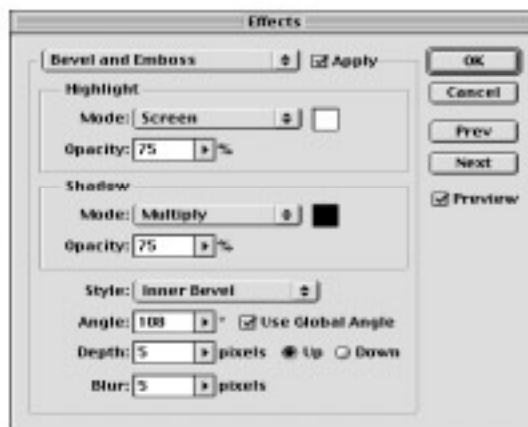 Effects
Bevel and Emboss Apply
OK
Highlight
Cancel
Mode: Screen
Opacity: 75 %
Prev
Next
Shadow
Preview
Mode: Multiply
Opacity: 75 %
Style: Inner Bevel
Angle: 108 ° Use Global Angle
Depth: 5 pixels Up Down
Blur: 5 pixels